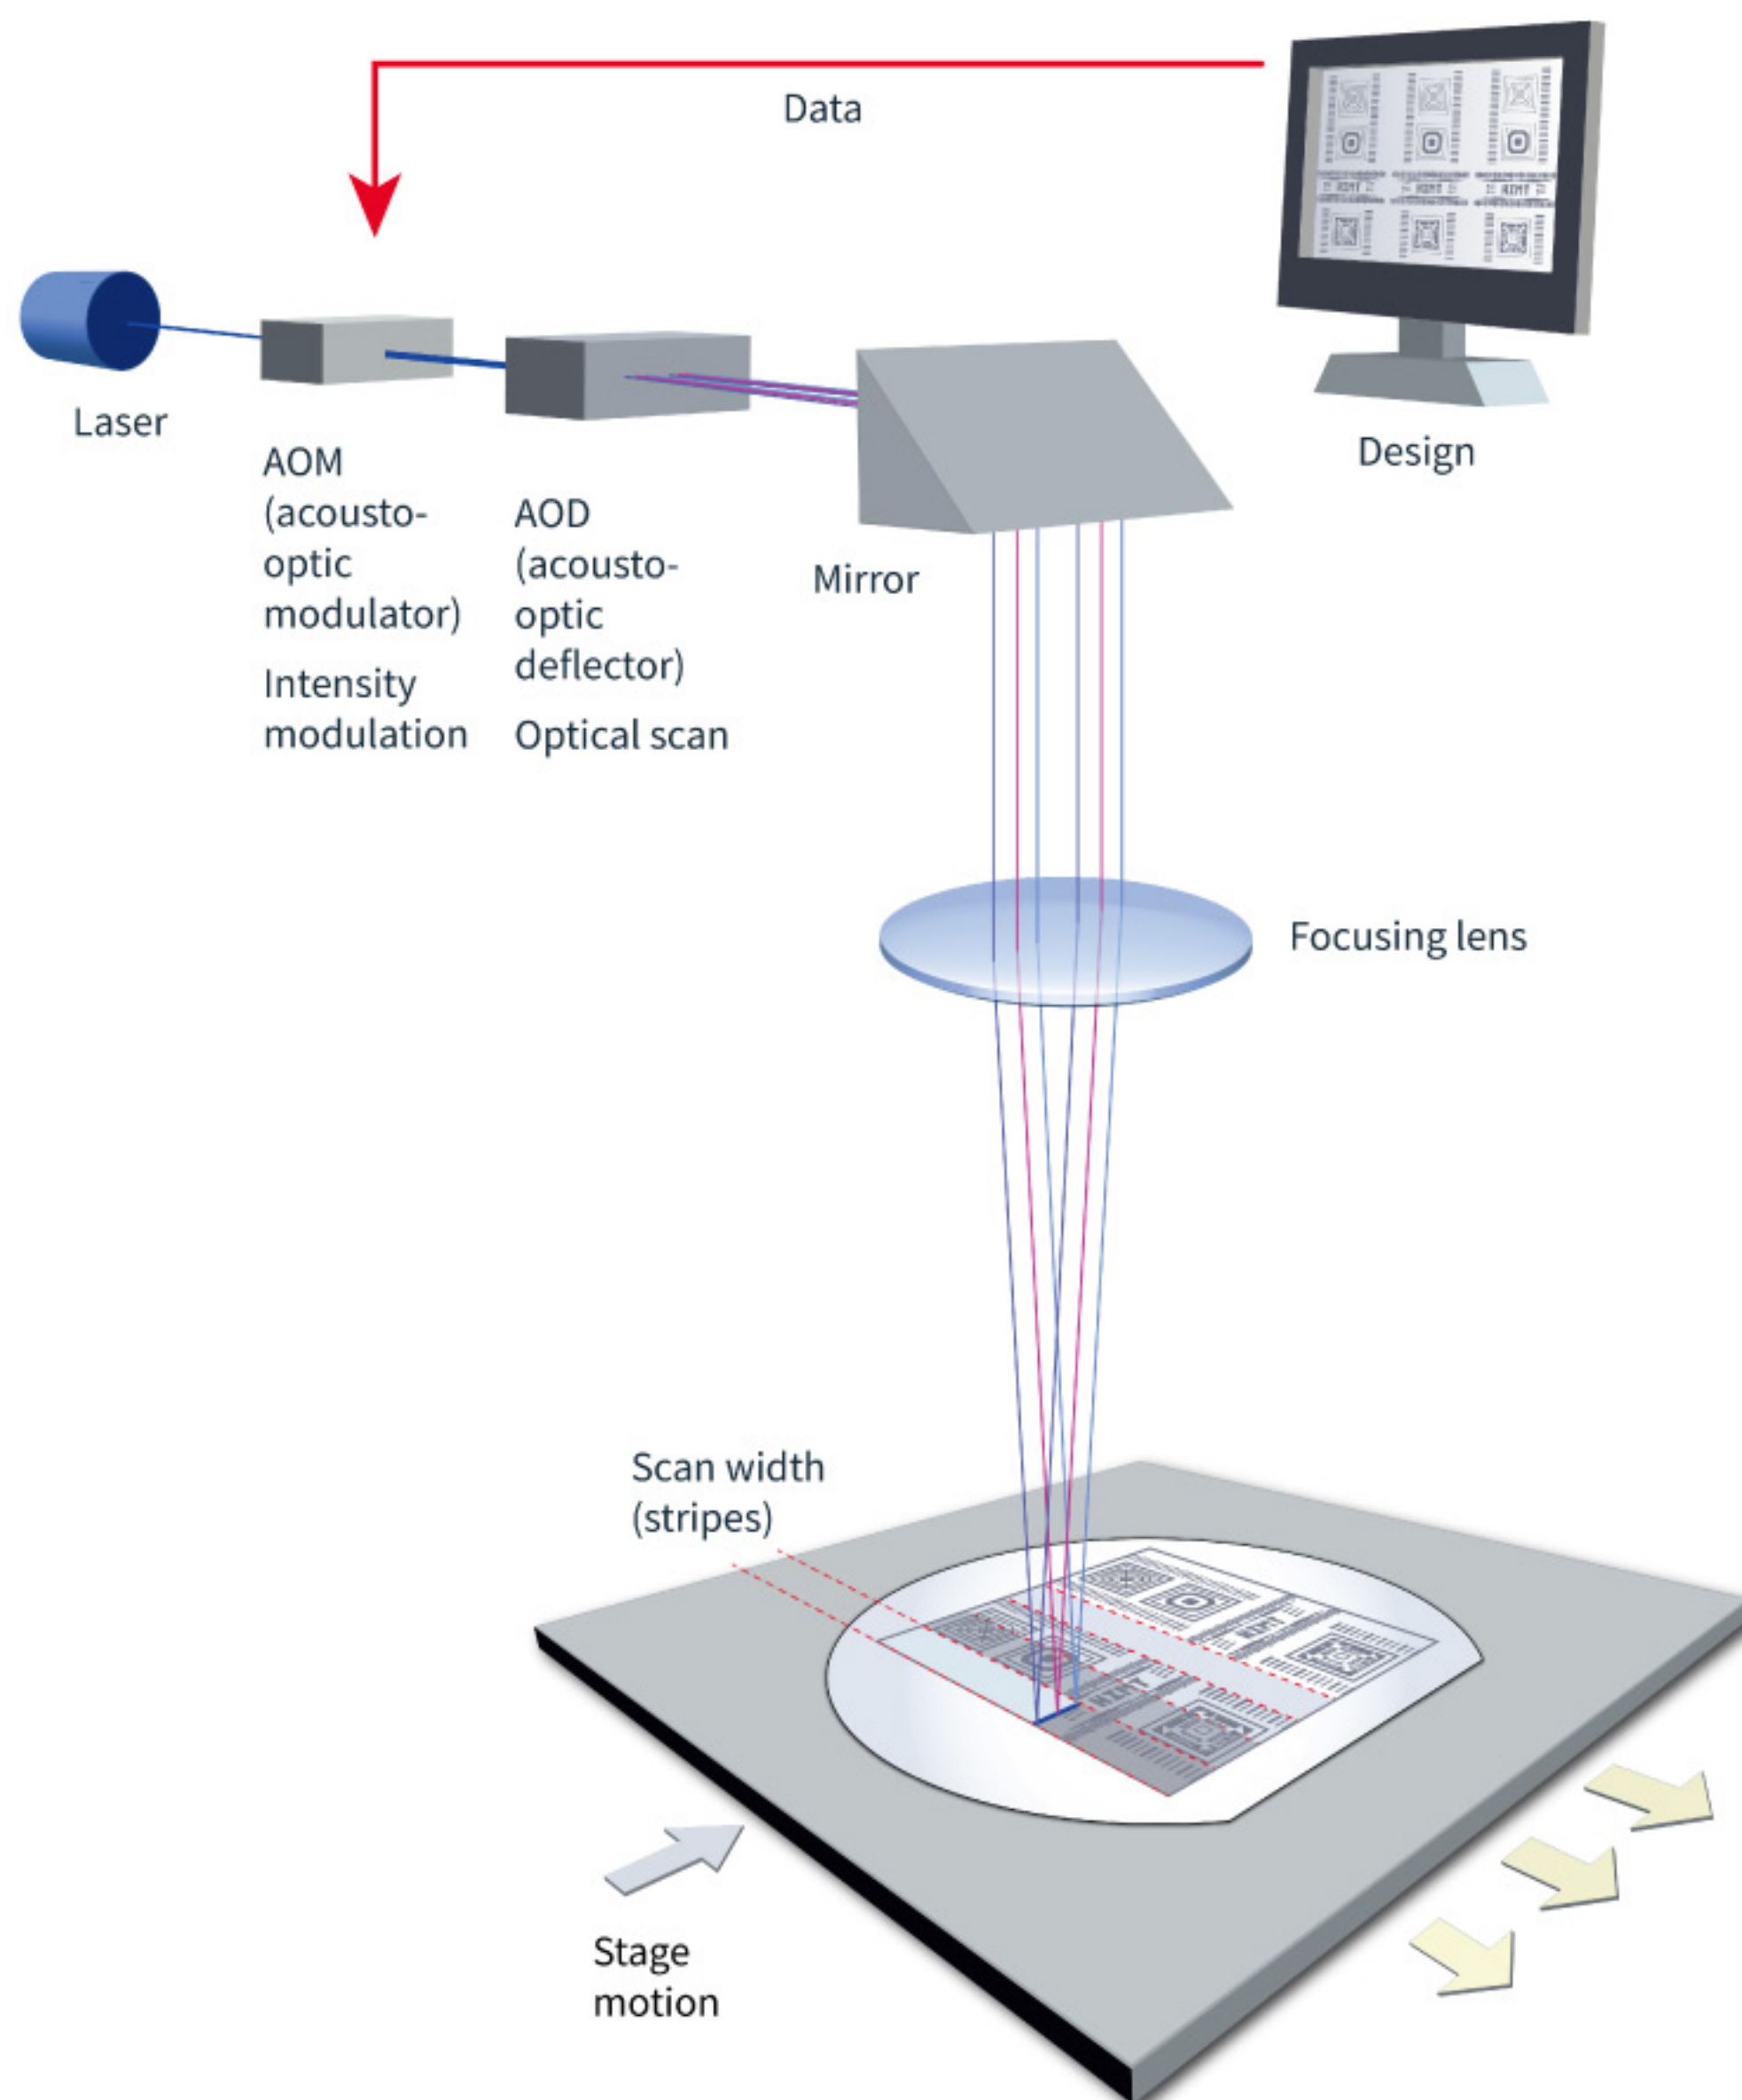 Data
Design
Laser
AOM
(acousto-
optic
modulator)
Intensity
modulation
AOD
(acousto-
optic
deflector)
Optical scan
Mirror
Focusing lens
Scan width
(stripes)
Stage
motion